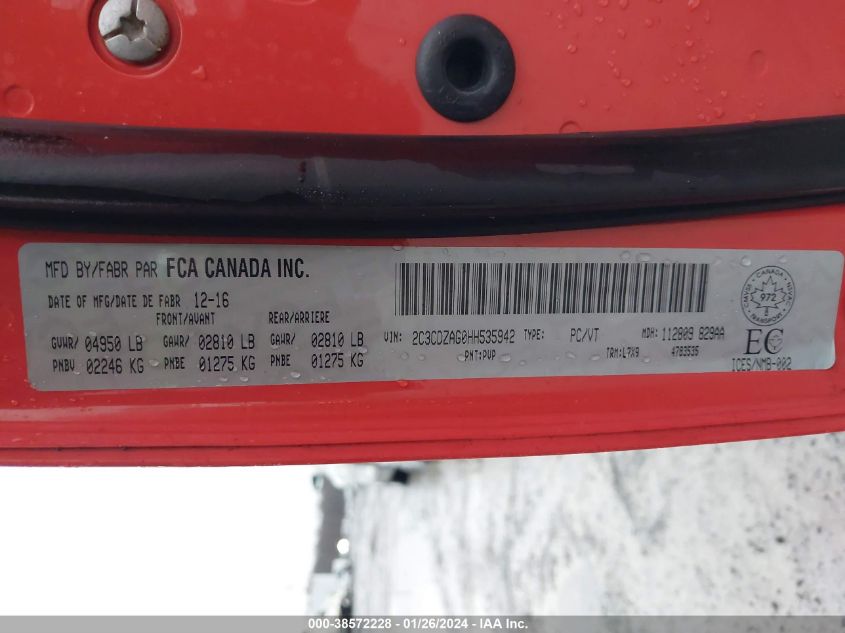 MFD BY/FABR PAR FCA CANADA INC.
DATE OF MFG/DATE DE FABR 12-16
FRONT/AVANT REAR/ARRIERE
GVWR/ 04950 LB GAWR/ 02810 LB GAWR/ 02810 LB
PNBV 02246 KG PNBE 01275 KG PNBE 01275 KG
VIN: 2C3CDZAG0HH535942 TYPE: PC/VT MDH: 112809 829AA
PNT:PVP TRM:L7X9 4783535
CANADA
972
TRANSPORT
EC
ICES/NMB-002
000-38572228 - 01/26/2024 - IAA Inc.